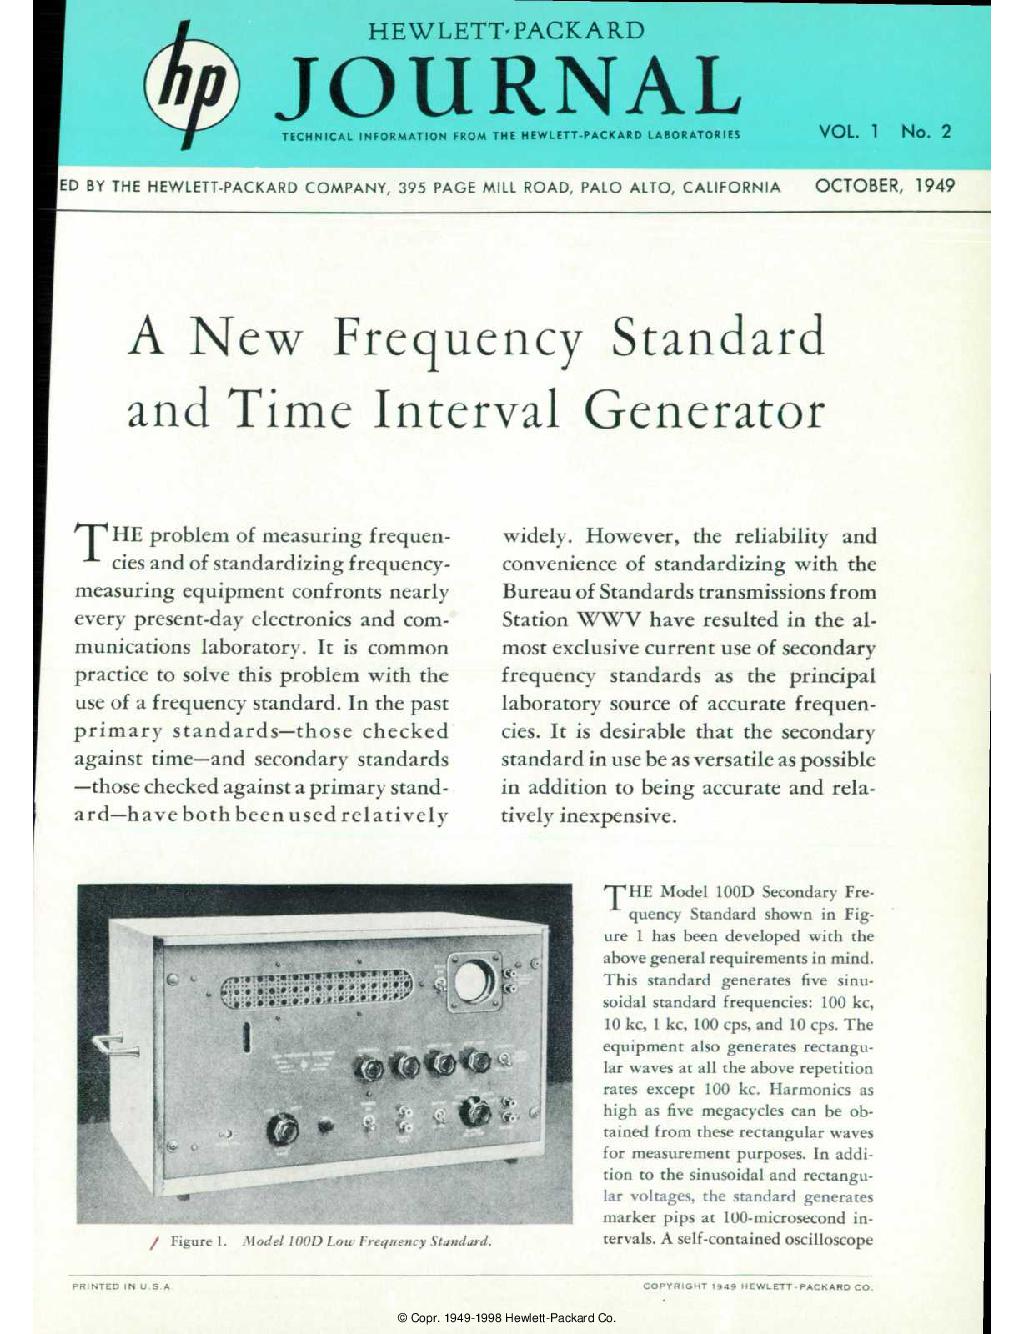 hp
HEWLETT-PACKARD
JOURNAL
TECHNICAL INFORMATION FROM THE HEWLETT-PACKARD LABORATORIES
VOL. 1 No. 2
ED BY THE HEWLETT-PACKARD COMPANY, 395 PAGE MILL ROAD, PALO ALTO, CALIFORNIA OCTOBER, 1949
A New Frequency Standard
and Time Interval Generator
THE problem of measuring frequen-
cies and of standardizing frequency-
measuring equipment confronts nearly
every present-day electronics and com-
munications laboratory. It is common
practice to solve this problem with the
use of a frequency standard. In the past
primary standards—those checked
against time—and secondary standards
—those checked against a primary stand-
ard—have both been used relatively
widely. However, the reliability and
convenience of standardizing with the
Bureau of Standards transmissions from
Station WWV have resulted in the al-
most exclusive current use of secondary
frequency standards as the principal
laboratory source of accurate frequen-
cies. It is desirable that the secondary
standard in use be as versatile as possible
in addition to being accurate and rela-
tively inexpensive.
Figure 1. Model 100D Low Frequency Standard.
THE Model 100D Secondary Fre-
quency Standard shown in Fig-
ure 1 has been developed with the
above general requirements in mind.
This standard generates five sinu-
soidal standard frequencies: 100 kc,
10 kc, 1 kc, 100 cps, and 10 cps. The
equipment also generates rectangu-
lar waves at all the above repetition
rates except 100 kc. Harmonics as
high as five megacycles can be ob-
tained from these rectangular waves
for measurement purposes. In addi-
tion to the sinusoidal and rectangu-
lar voltages, the standard generates
marker pips at 100-microsecond in-
tervals. A self-contained oscilloscope
PRINTED IN U.S.A.
COPYRIGHT 1949 HEWLETT-PACKARD CO.
© Copr. 1949-1998 Hewlett-Packard Co.